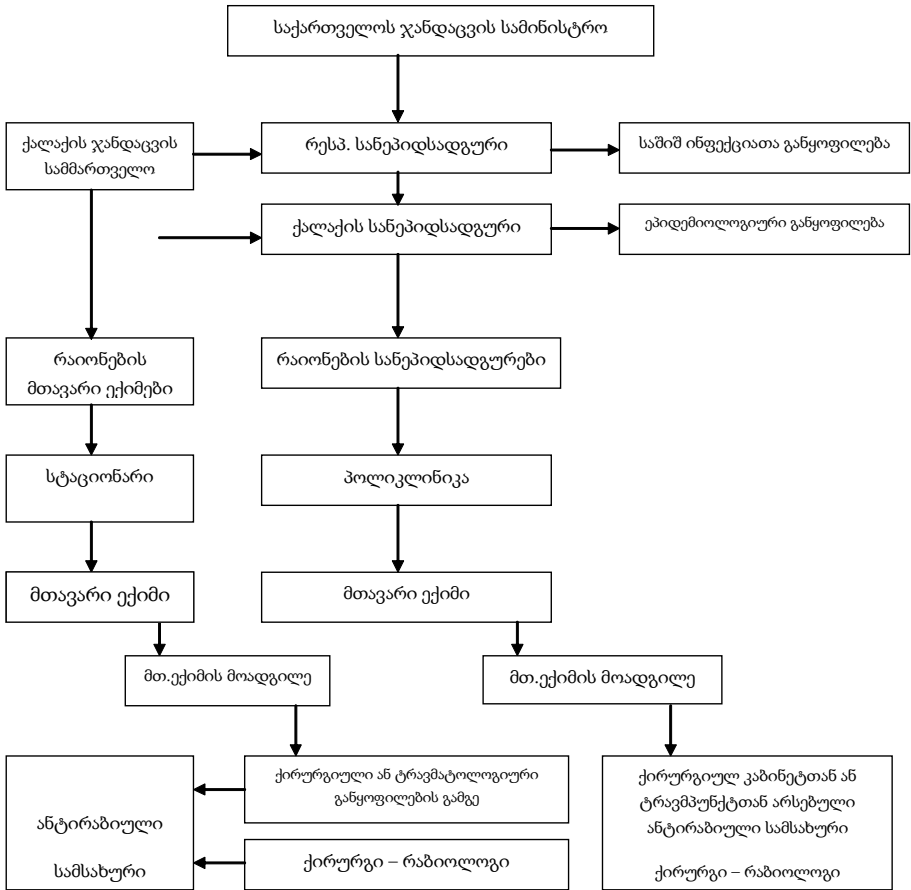 საქართველოს ჯანდაცვის სამინისტრო
ქალაქის ჯანდაცვის
სამმართველო
რესპ. სანეპიდსადგური
საშიშ ინფექციათა განყოფილება
ქალაქის სანეპიდსადგური
ეპიდემიოლოგიური განყოფილება
რაიონების
მთავარი ექიმები
რაიონების სანეპიდსადგურები
სტაციონარი
პოლიკლინიკა
მთავარი ექიმი
მთავარი ექიმი
მთ.ექიმის მოადგილე
მთ.ექიმის მოადგილე
ანტირაბიული
სამსახური
ქირურგიული ან ტრავმატოლოგიური
განყოფილების გამგე
ქირურგი – რაბიოლოგი
ქირურგიულ კაბინეტთან ან
ტრავმპუნქტთან არსებული
ანტირაბიული სამსახური
ქირურგი – რაბიოლოგი